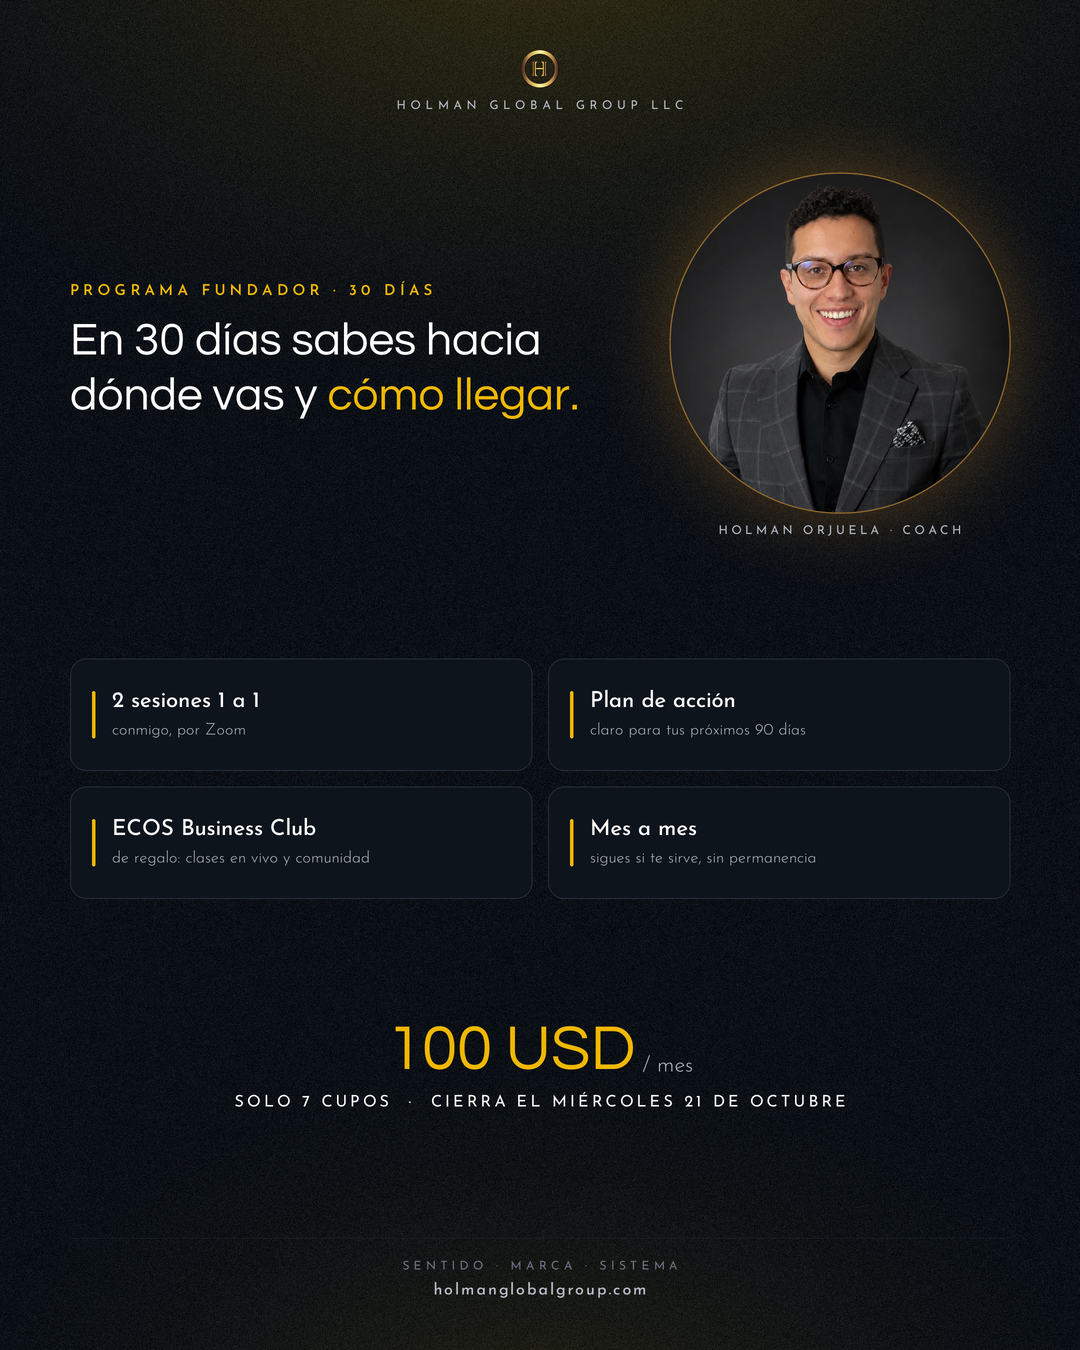 H
HOLMAN GLOBAL GROUP LLC
PROGRAMA FUNDADOR · 30 DÍAS
En 30 días sabes hacia
dónde vas y cómo llegar.
HOLMAN ORJUELA · COACH
2 sesiones 1 a 1
conmigo, por Zoom
Plan de acción
claro para tus próximos 90 días
ECOS Business Club
de regalo: clases en vivo y comunidad
Mes a mes
sigues si te sirve, sin permanencia
100 USD / mes
SOLO 7 CUPOS · CIERRA EL MIÉRCOLES 21 DE OCTUBRE
SENTIDO · MARCA · SISTEMA
holmanglobalgroup.com